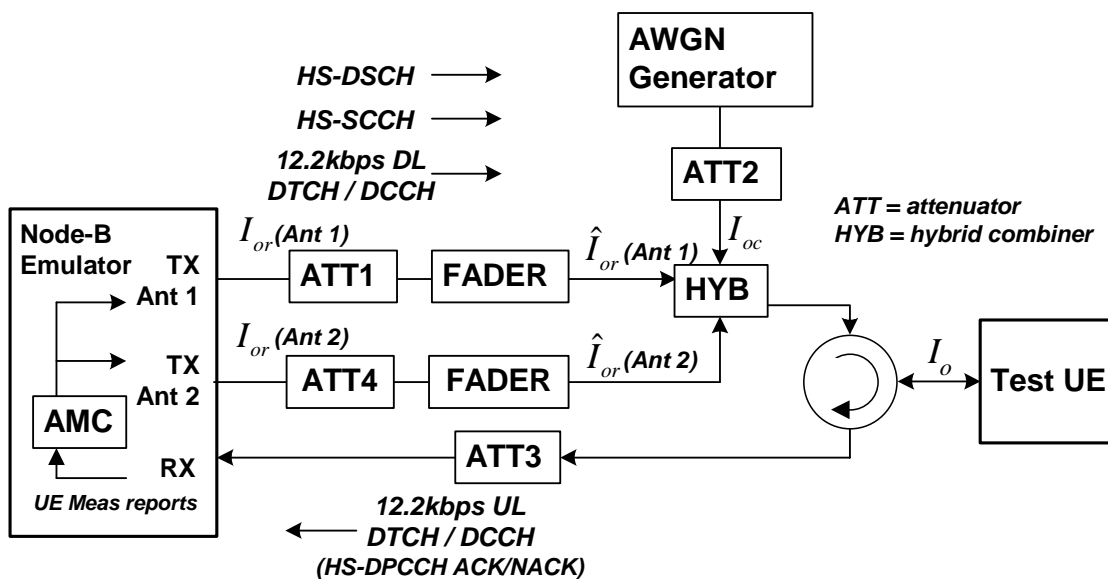 AWGN
Generator
HS-DSCH
HS-SCCH
12.2kbps DL
DTCH / DCCH
ATT2
ATT = attenuator
HYB = hybrid combiner
Node-B
Emulator
TX
Ant 1
I_or (Ant 1)
ATT1
FADER
Î_or (Ant 1)
I_oc
HYB
TX
Ant 2
I_or (Ant 2)
ATT4
FADER
Î_or (Ant 2)
I_o
Test UE
AMC
RX
UE Meas reports
ATT3
12.2kbps UL
DTCH / DCCH
(HS-DPCCH ACK/NACK)